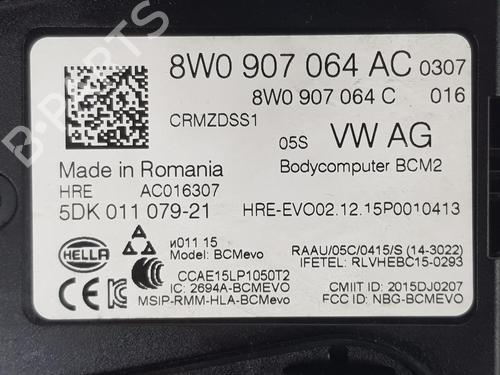 8W0 907 064 AC 0307
8W0 907 064 C 016
CRMZDSS1
05S VW AG
Made in Romania Bodycomputer BCM2
HRE AC016307
5DK 011 079-21 HRE-EVO02.12.15P0010413
HELLA
и011 15
Model: BCMevo
RAAU/05C/0415/S (14-3022)
IFETEL: RLVHEBC15-0293
CCAE15LP1050T2
IC: 2694A-BCMevo
MSIP-RMM-HLA-BCMevo
CMIIT ID: 2015DJ0207
FCC ID: NBG-BCMEVO
B-PARTS